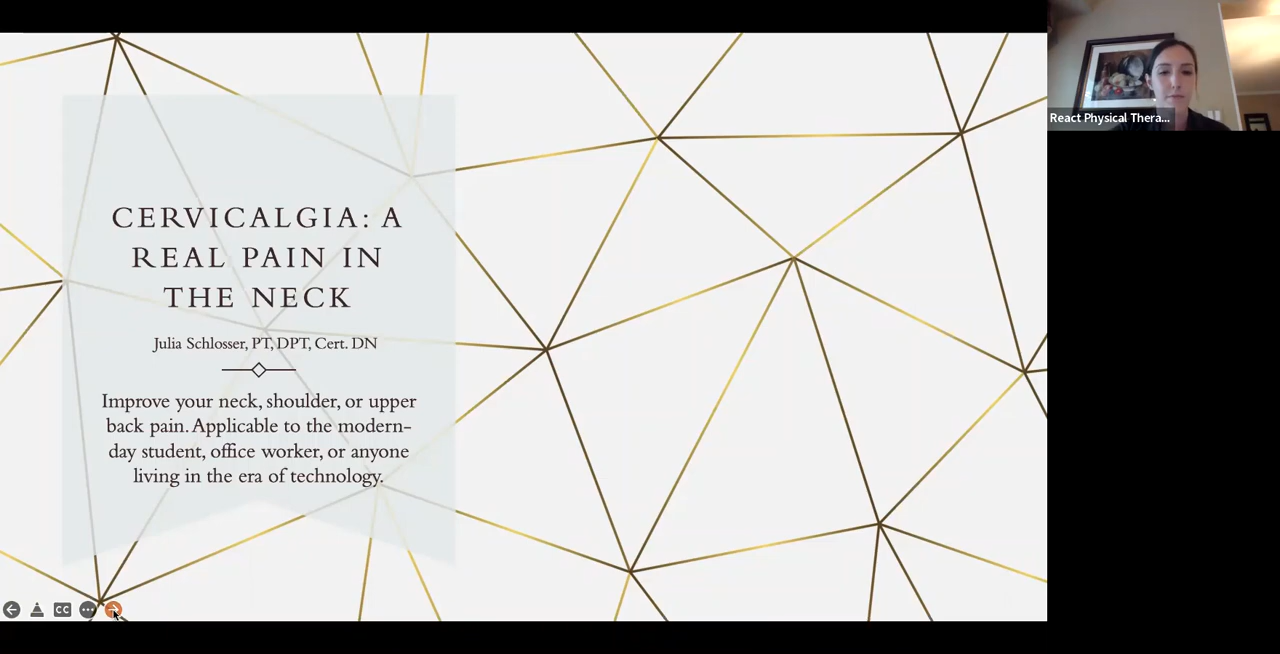 CERVICALGIA: A
REAL PAIN IN
THE NECK
Julia Schlosser, PT, DPT, Cert. DN
Improve your neck, shoulder, or upper
back pain. Applicable to the modern-
day student, office worker, or anyone
living in the era of technology.
CC
React Physical Thera...